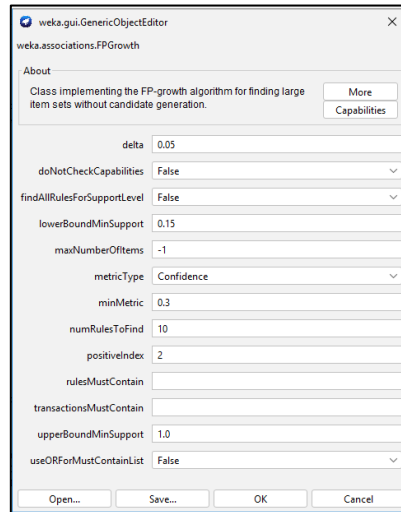 weka.gui.GenericObjectEditor
weka.associations.FPGrowth
About
Class implementing the FP-growth algorithm for finding large
item sets without candidate generation.
More
Capabilities
delta 0.05
doNotCheckCapabilities False
findAllRulesForSupportLevel False
lowerBoundMinSupport 0.15
maxNumberOfItems -1
metricType Confidence
minMetric 0.3
numRulesToFind 10
positiveIndex 2
rulesMustContain
transactionsMustContain
upperBoundMinSupport 1.0
useORForMustContainList False
Open... Save... OK Cancel